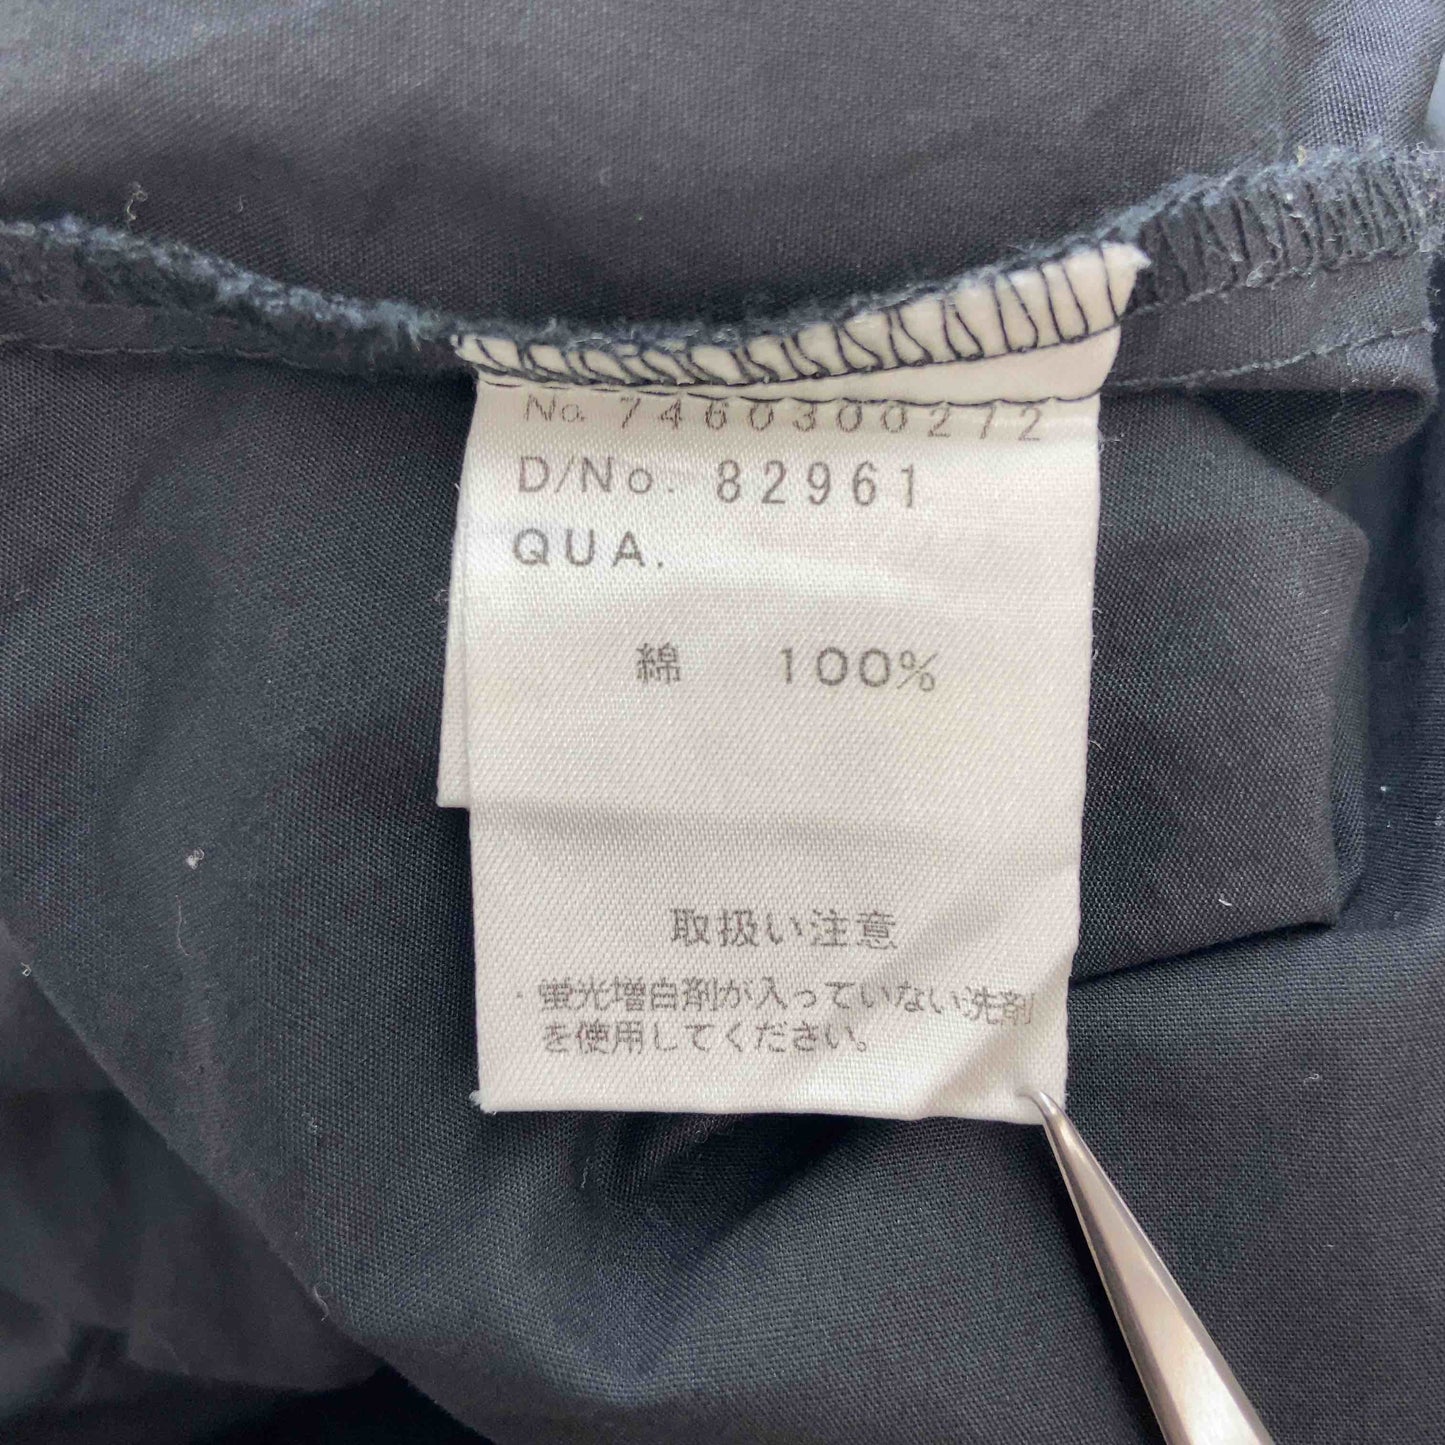 No. 7460300272
D/No. 82961
QUA.
綿 100%
取扱い注意
・蛍光増白剤が入っていない洗剤
を使用してください。